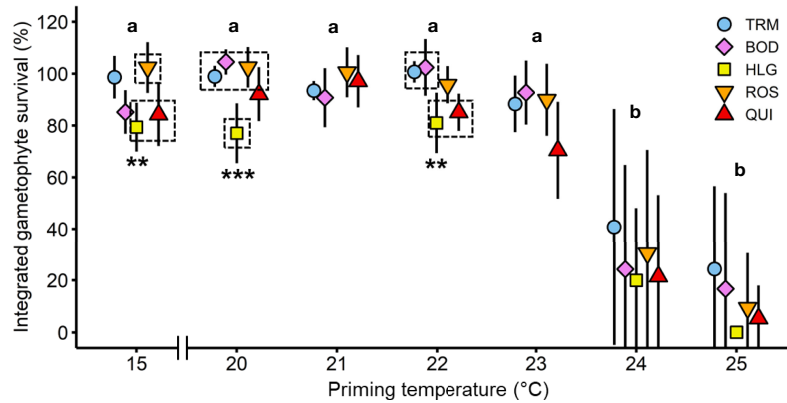 Integrated gametophyte survival (%)
120
100
80
60
40
20
0
a
a
a
a
a
b
b
**
***
**
TRM
BOD
HLG
ROS
QUI
15
20
21
22
23
24
25
Priming temperature (°C)